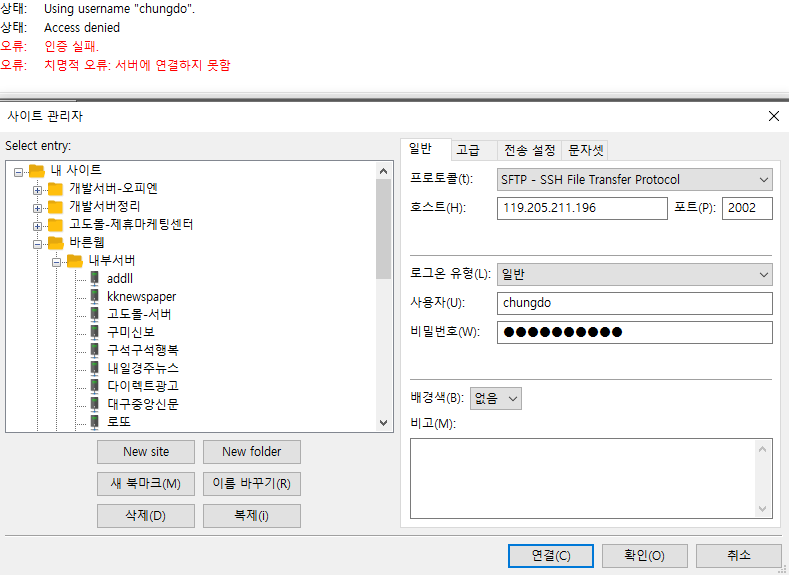 상태: Using username "chungdo".
상태: Access denied
오류: 인증 실패.
오류: 치명적 오류: 서버에 연결하지 못함
사이트 관리자
Select entry:
내 사이트
개발서버-오피엔
개발서버정리
고도몰-제휴마케팅센터
바른웹
내부서버
addll
kknewspaper
고도몰-서버
구미신보
구석구석행복
내일경주뉴스
다이렉트광고
대구중앙신문
로또
New site New folder
새 북마크(M) 이름 바꾸기(R)
삭제(D) 복제(i)
일반 고급 전송 설정 문자셋
프로토콜(t): SFTP - SSH File Transfer Protocol
호스트(H): 119.205.211.196 포트(P): 2002
로그온 유형(L): 일반
사용자(U): chungdo
비밀번호(W): ●●●●●●●●●●
배경색(B): 없음
비고(M):
연결(C) 확인(O) 취소